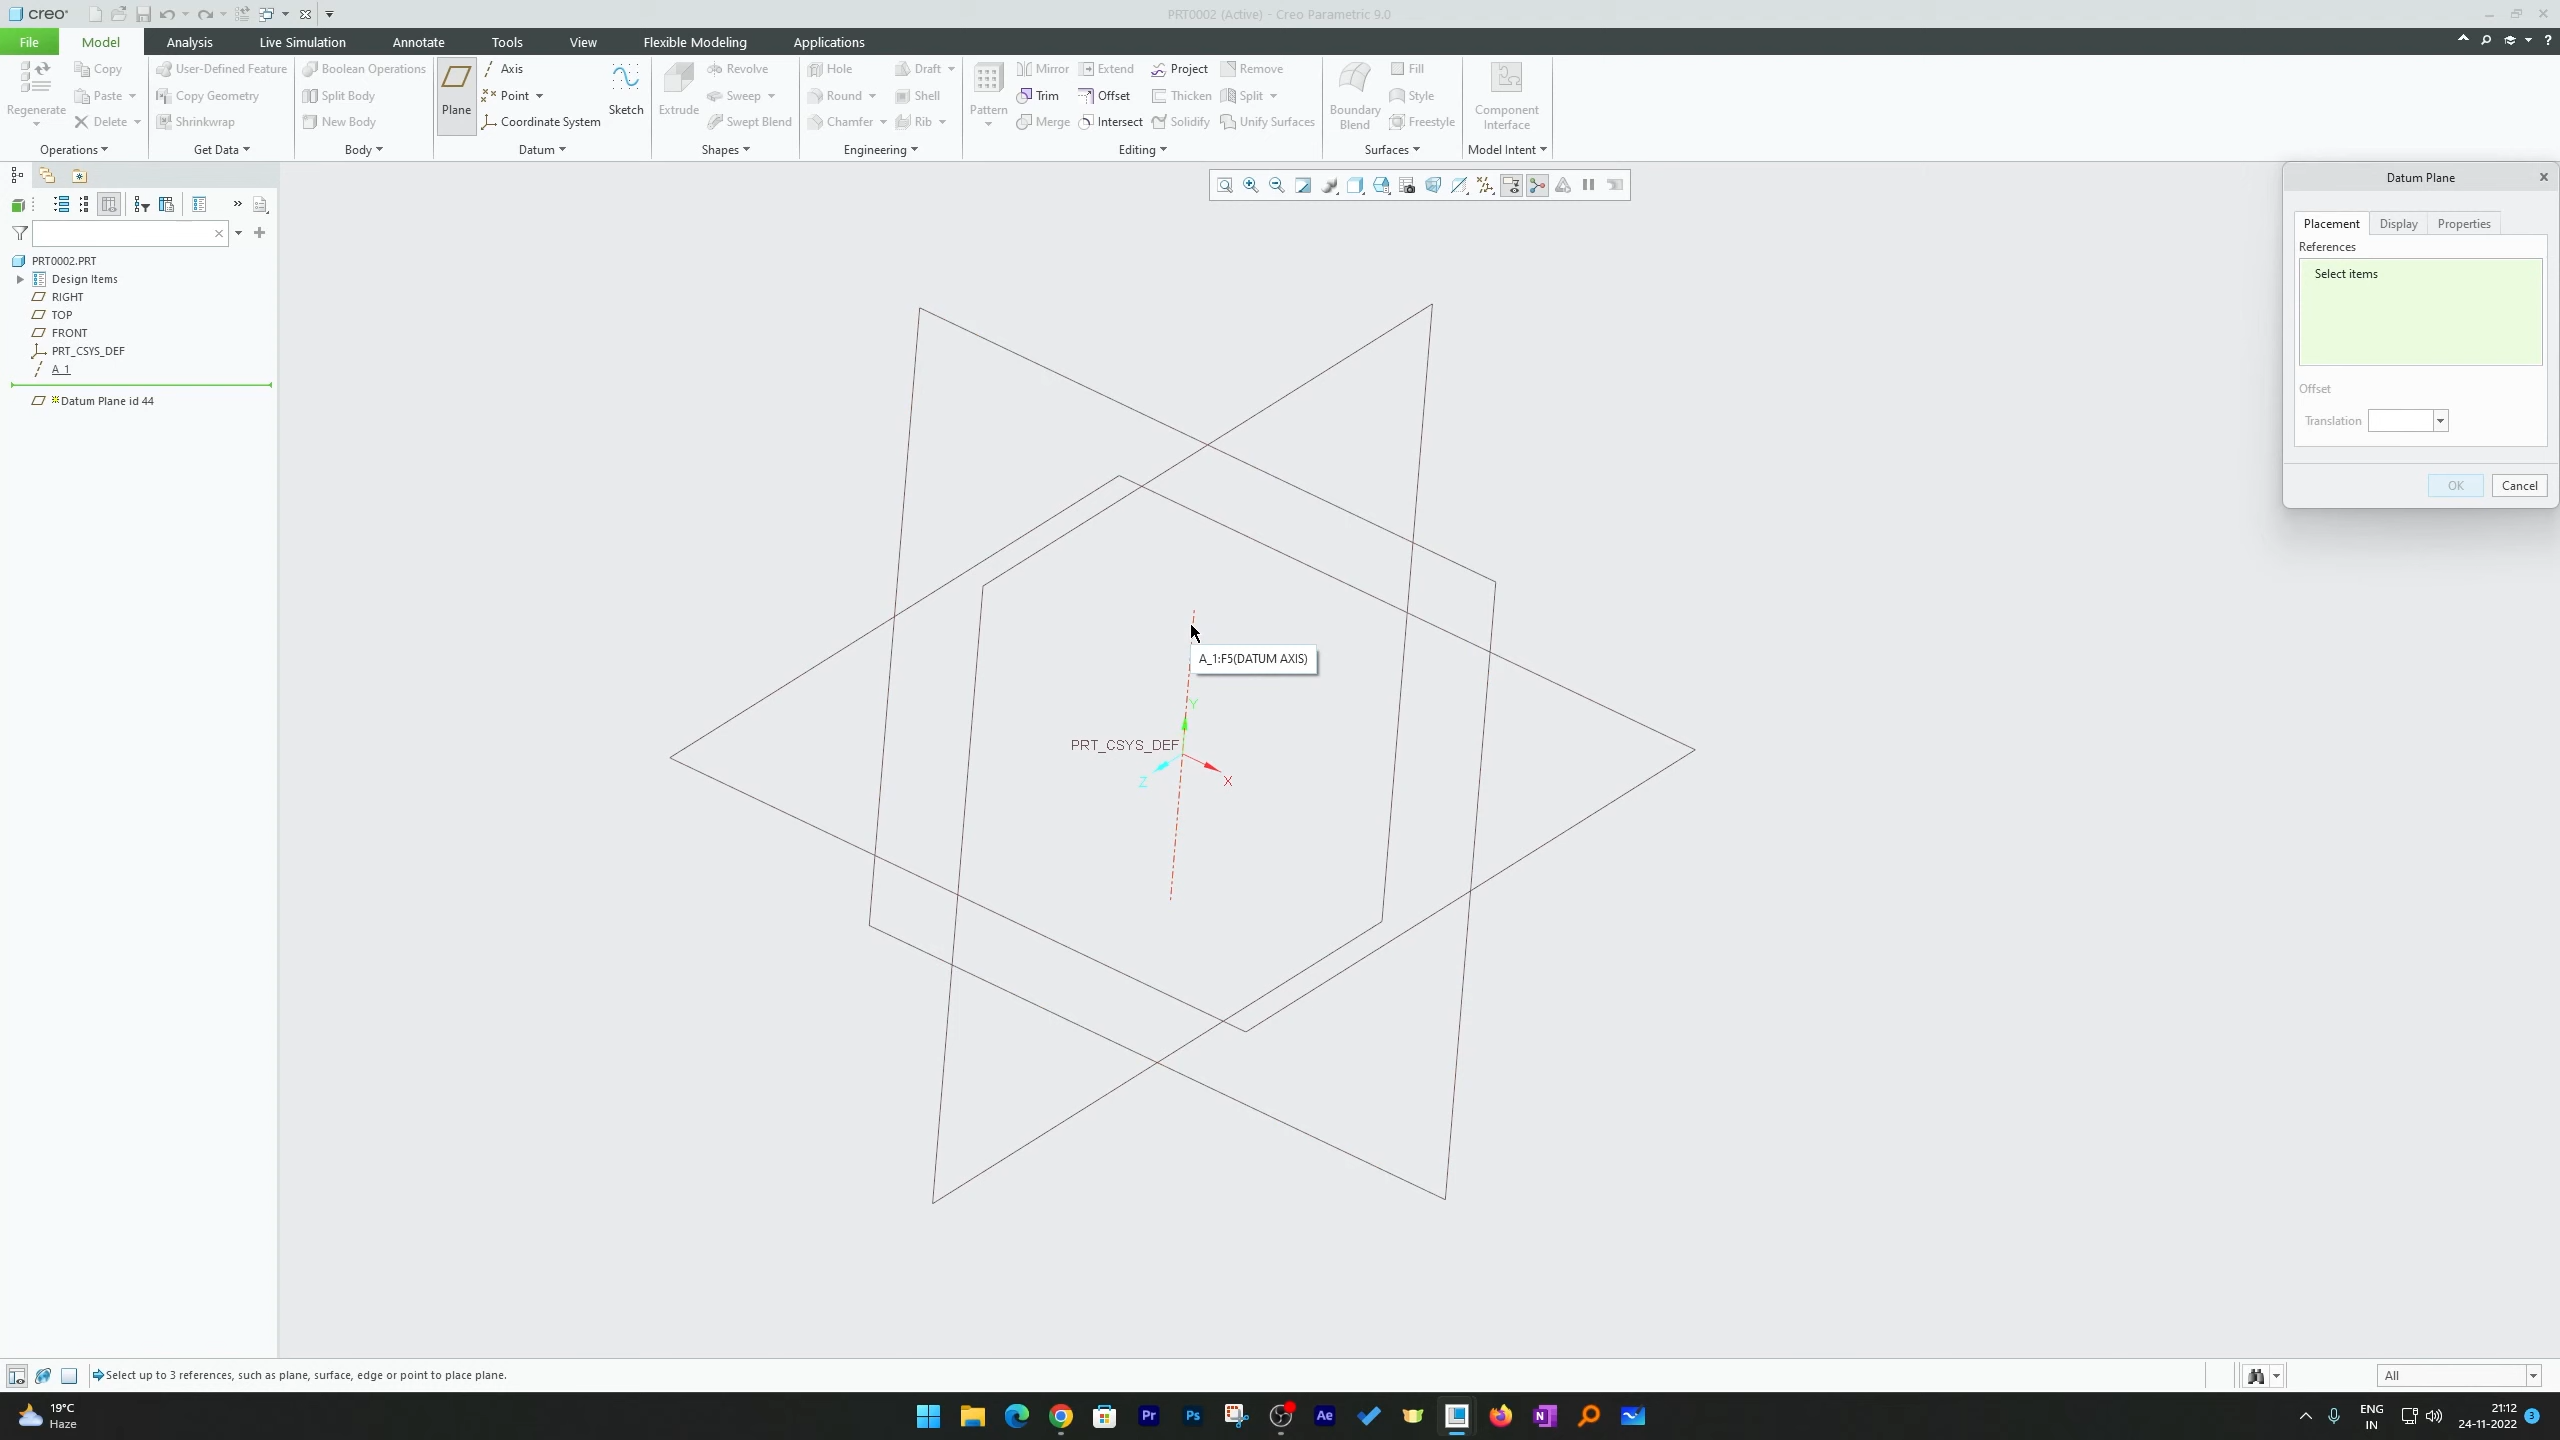 creo
PRT0002 (Active) - Creo Parametric 9.0
File Model Analysis Live Simulation Annotate Tools View Flexible Modeling Applications
Regenerate
Copy
Paste
Delete
Operations
User-Defined Feature
Copy Geometry
Shrinkwrap
Get Data
Boolean Operations
Split Body
New Body
Body
Plane
Axis
Point
Coordinate System
Sketch
Datum
Extrude
Revolve
Sweep
Swept Blend
Shapes
Hole
Draft
Round
Shell
Chamfer
Rib
Engineering
Pattern
Mirror
Extend
Project
Remove
Trim
Offset
Thicken
Split
Merge
Intersect
Solidify
Unify Surfaces
Editing
Boundary
Blend
Fill
Style
Freestyle
Surfaces
Component
Interface
Model Intent
PRT0002.PRT
Design Items
RIGHT
TOP
FRONT
PRT_CSYS_DEF
A_1
Datum Plane id 44
A_1:F5(DATUM AXIS)
Y
PRT_CSYS_DEF
Z
X
Datum Plane
Placement Display Properties
References
Select items
Offset
Translation
OK Cancel
Select up to 3 references, such as plane, surface, edge or point to place plane.
All
19°C
Haze
Pr
Ps
Ae
N
ENG
IN
21:12
24-11-2022
3